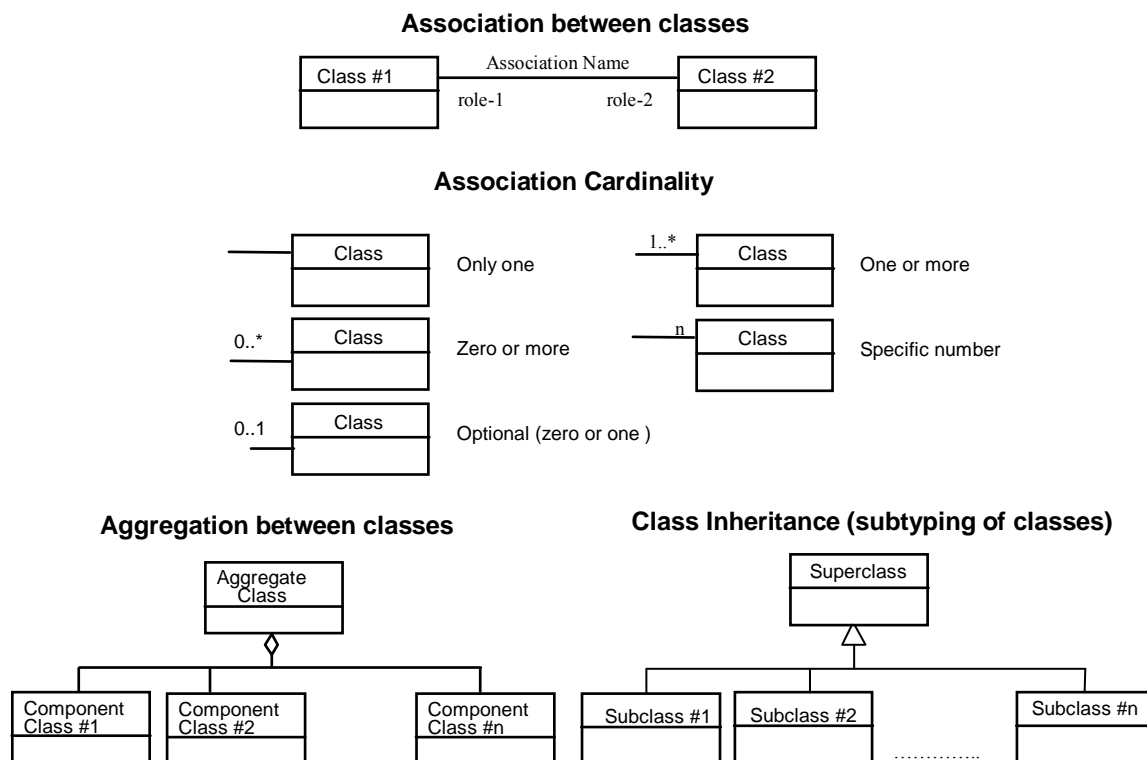 Association between classes
Class #1
Association Name
Class #2
role-1
role-2
Association Cardinality
Class
Only one
1..*
Class
One or more
0..*
Class
Zero or more
n
Class
Specific number
0..1
Class
Optional (zero or one )
Aggregation between classes
Aggregate
Class
Component
Class #1
Component
Class #2
Component
Class #n
Class Inheritance (subtyping of classes)
Superclass
Subclass #1
Subclass #2
…………..
Subclass #n